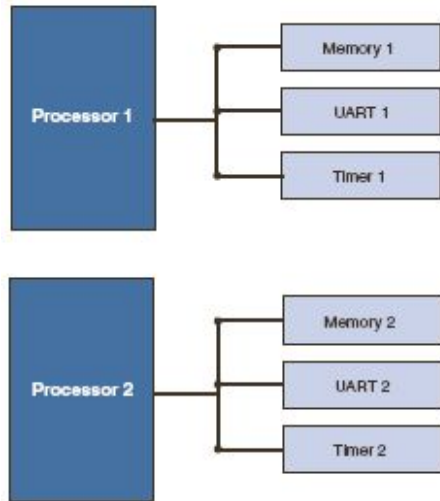 Processor 1
Memory 1
UART 1
Timer 1
Processor 2
Memory 2
UART 2
Timer 2